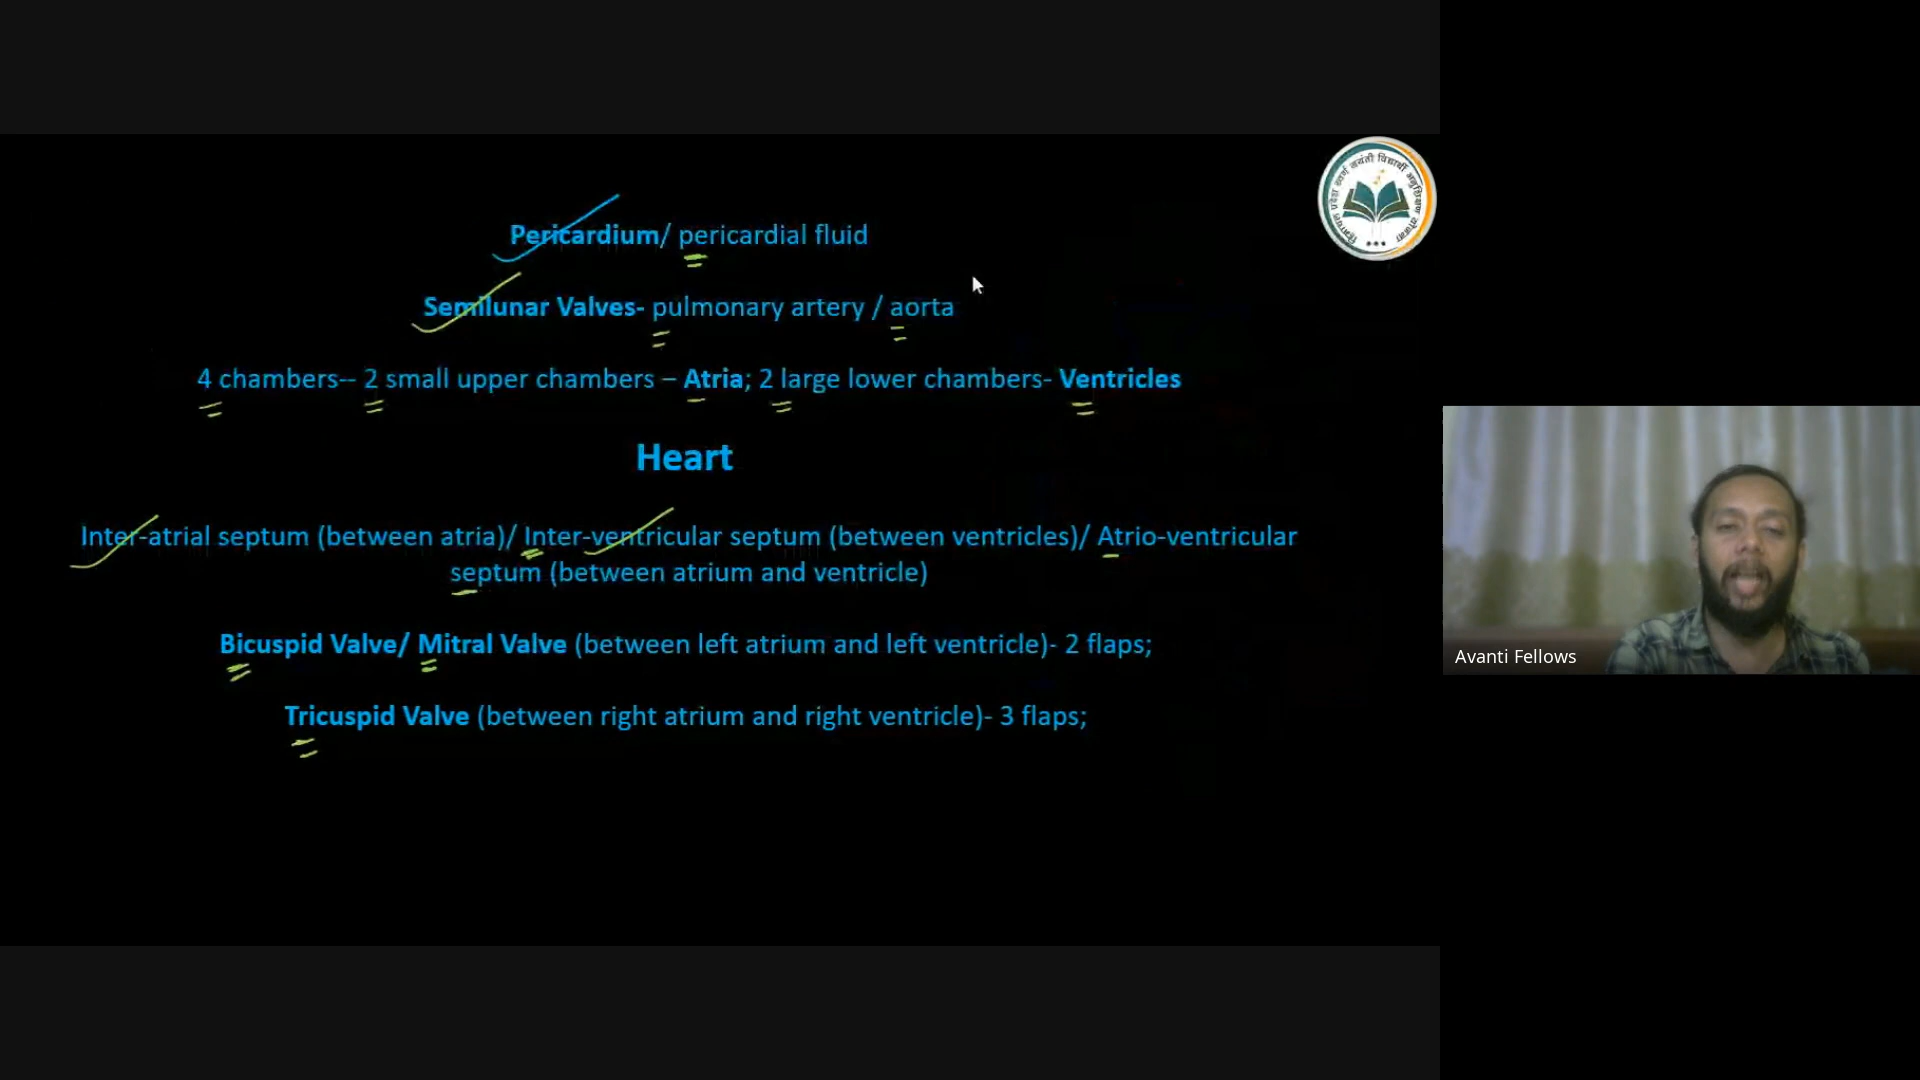 Pericardium/ pericardial fluid
Semilunar Valves- pulmonary artery / aorta
4 chambers-- 2 small upper chambers – Atria; 2 large lower chambers- Ventricles
Heart
Inter-atrial septum (between atria)/ Inter-ventricular septum (between ventricles)/ Atrio-ventricular
septum (between atrium and ventricle)
Bicuspid Valve/ Mitral Valve (between left atrium and left ventricle)- 2 flaps;
Tricuspid Valve (between right atrium and right ventricle)- 3 flaps;
Avanti Fellows